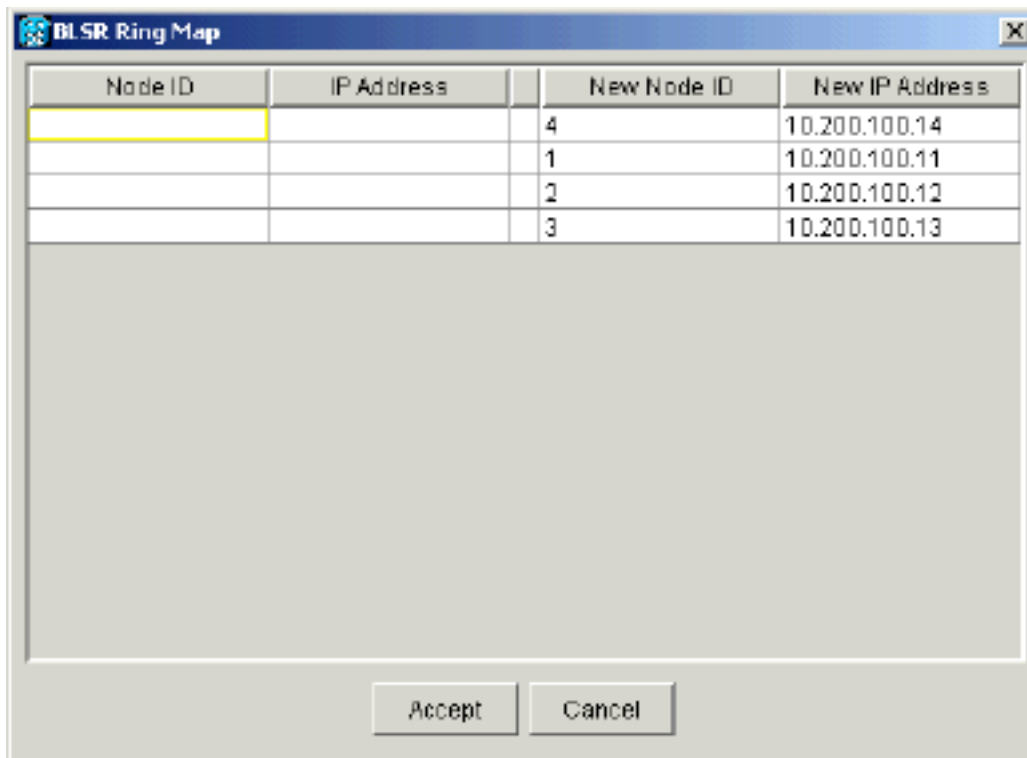 BLSR Ring Map
Node ID IP Address New Node ID New IP Address
4 10.200.100.14
1 10.200.100.11
2 10.200.100.12
3 10.200.100.13
Accept Cancel